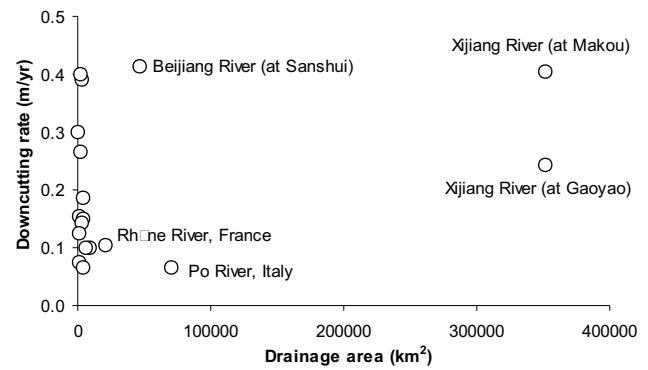 0.5
0.4
0.3
0.2
0.1
0.0
Downcutting rate (m/yr)
Xijiang River (at Makou)
Beijiang River (at Sanshui)
Xijiang River (at Gaoyao)
Rh□ne River, France
Po River, Italy
0
100000
200000
300000
400000
Drainage area (km²)